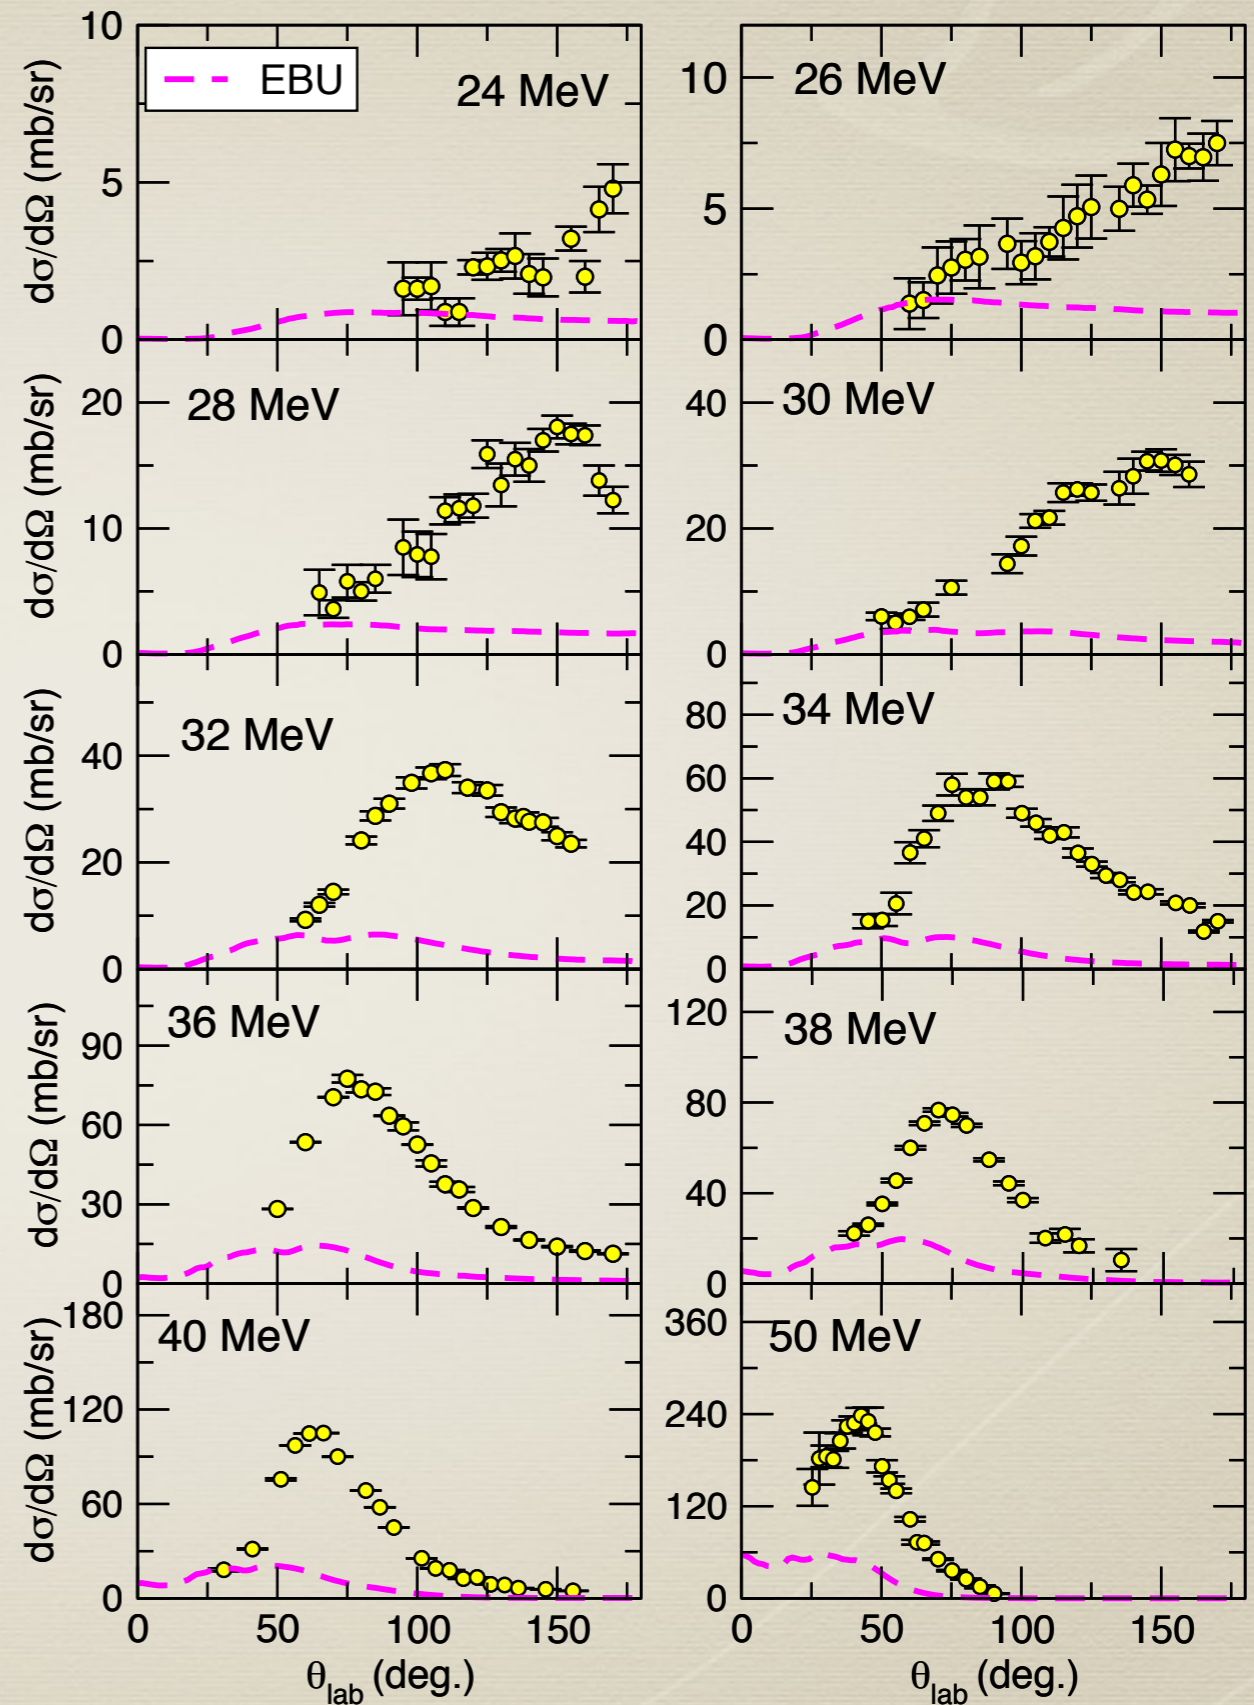 EBU
24 MeV
dσ/dΩ (mb/sr)
10
5
0
26 MeV
10
5
0
28 MeV
dσ/dΩ (mb/sr)
20
10
0
30 MeV
40
20
0
32 MeV
dσ/dΩ (mb/sr)
40
20
0
34 MeV
80
60
40
20
0
36 MeV
dσ/dΩ (mb/sr)
90
60
30
0
38 MeV
120
80
40
0
40 MeV
dσ/dΩ (mb/sr)
180
120
60
0
50 MeV
360
240
120
0
0 50 100 150
θlab (deg.)
0 50 100 150
θlab (deg.)